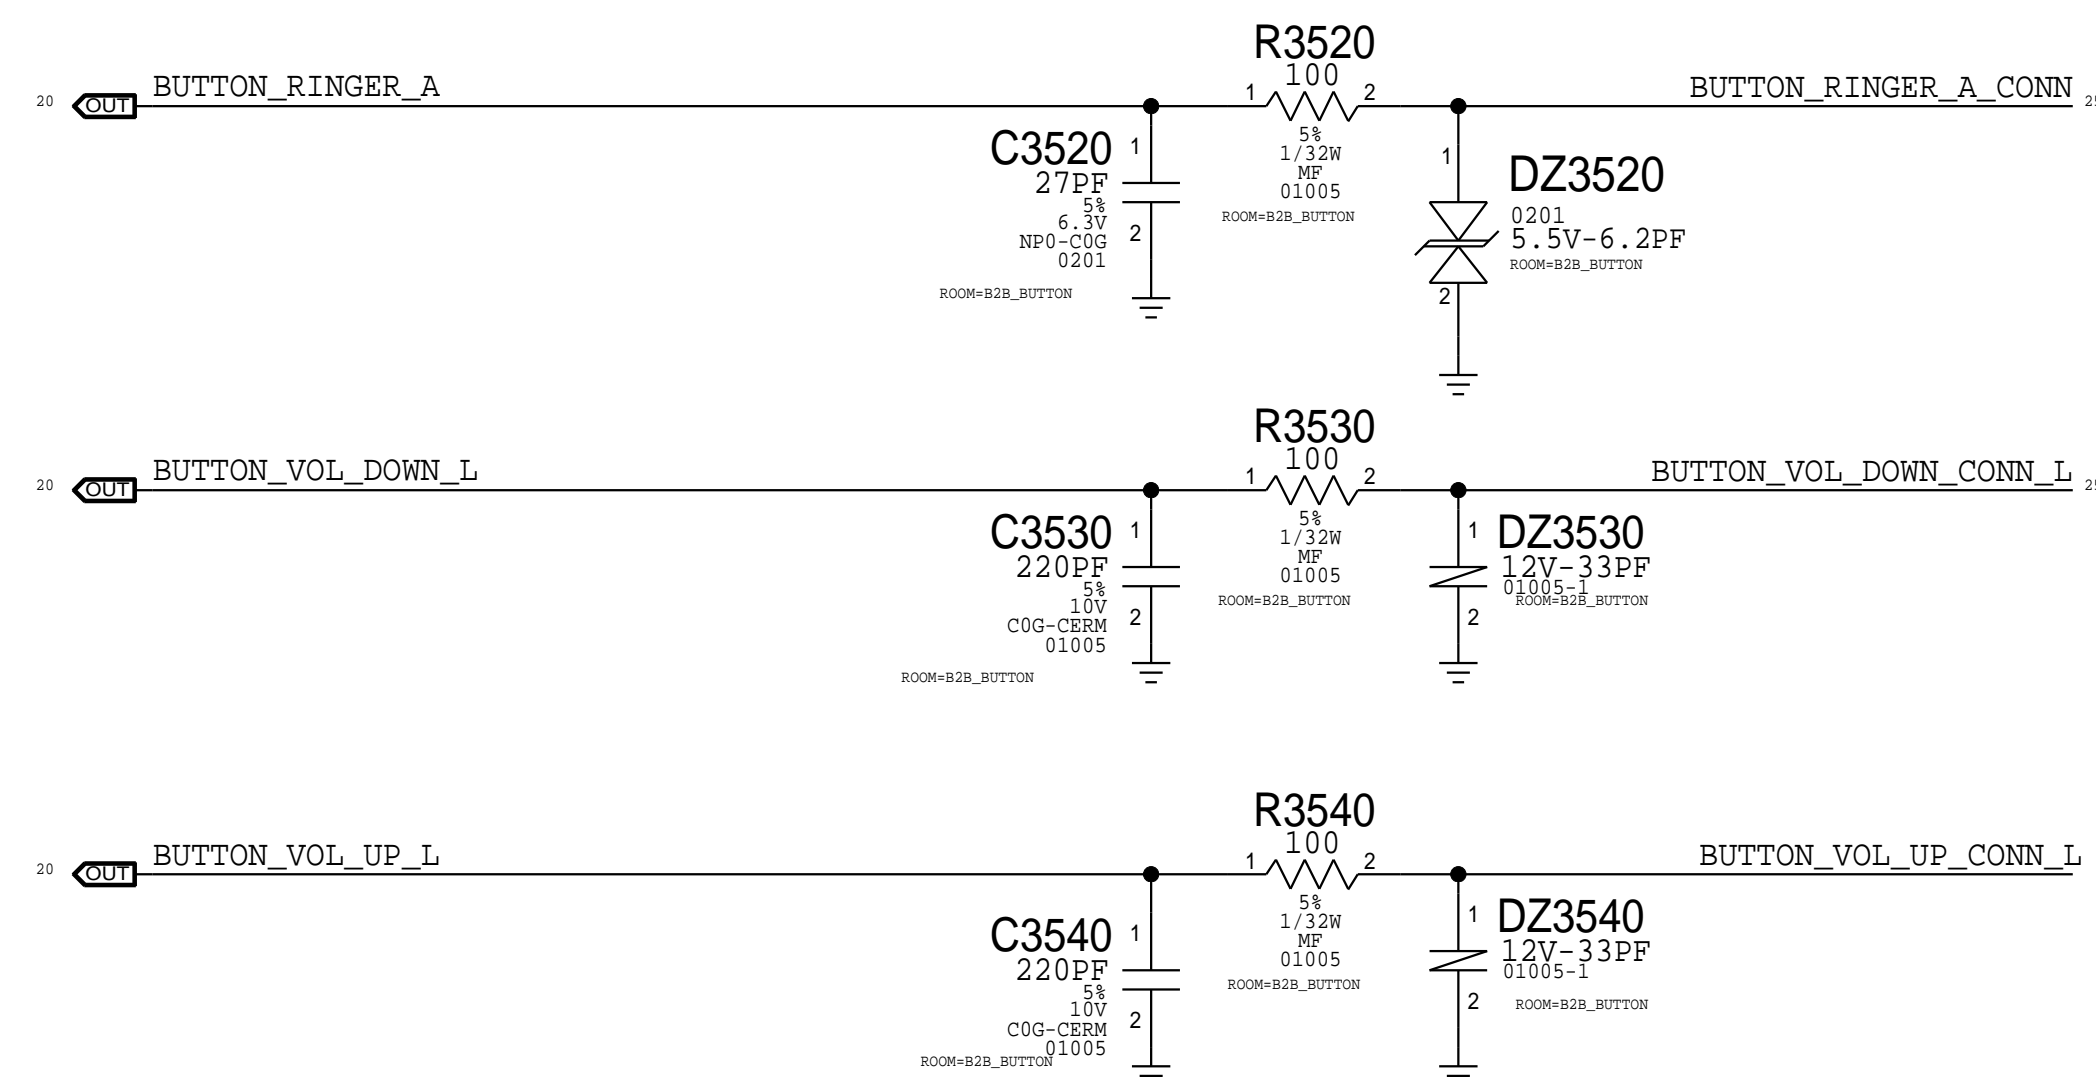 R3520
100
20 OUT BUTTON_RINGER_A 1 2 BUTTON_RINGER_A_CONN
C3520 1
27PF
5%
6.3V
NP0-C0G
0201
2
ROOM=B2B_BUTTON
5%
1/32W
MF
01005
ROOM=B2B_BUTTON
1
DZ3520
0201
5.5V-6.2PF
ROOM=B2B_BUTTON
2
R3530
100
20 OUT BUTTON_VOL_DOWN_L 1 2 BUTTON_VOL_DOWN_CONN_L
C3530 1
220PF
5%
10V
C0G-CERM
01005
2
ROOM=B2B_BUTTON
5%
1/32W
MF
01005
ROOM=B2B_BUTTON
1 DZ3530
12V-33PF
01005-1
ROOM=B2B_BUTTON
2
R3540
100
20 OUT BUTTON_VOL_UP_L 1 2 BUTTON_VOL_UP_CONN_L
C3540 1
220PF
5%
10V
C0G-CERM
01005
2
ROOM=B2B_BUTTON
5%
1/32W
MF
01005
ROOM=B2B_BUTTON
1 DZ3540
12V-33PF
01005-1
2 ROOM=B2B_BUTTON